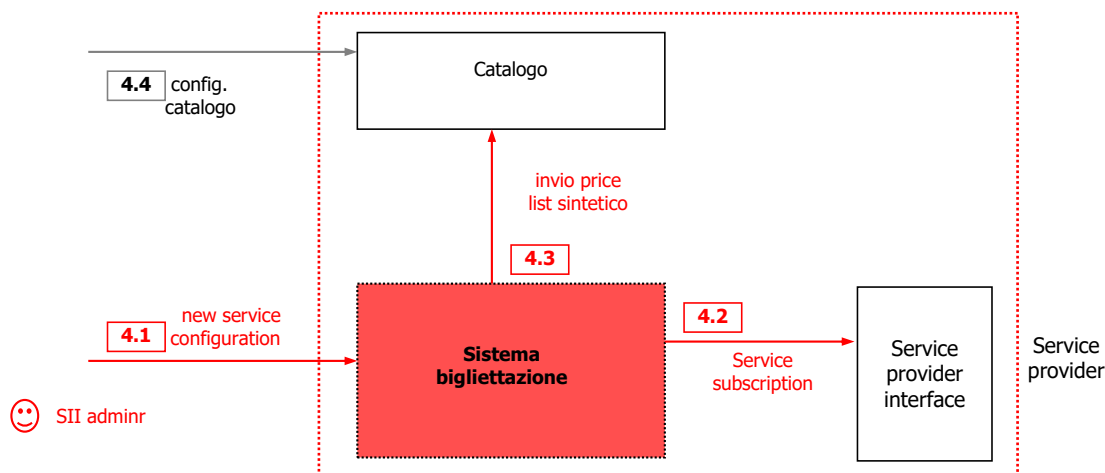 Catalogo
4.4 config.
catalogo
invio price
list sintetico
4.3
new service
4.1 configuration
4.2
Sistema
bigliettazione
Service
subscription
Service
provider
interface
Service
provider
SII adminr